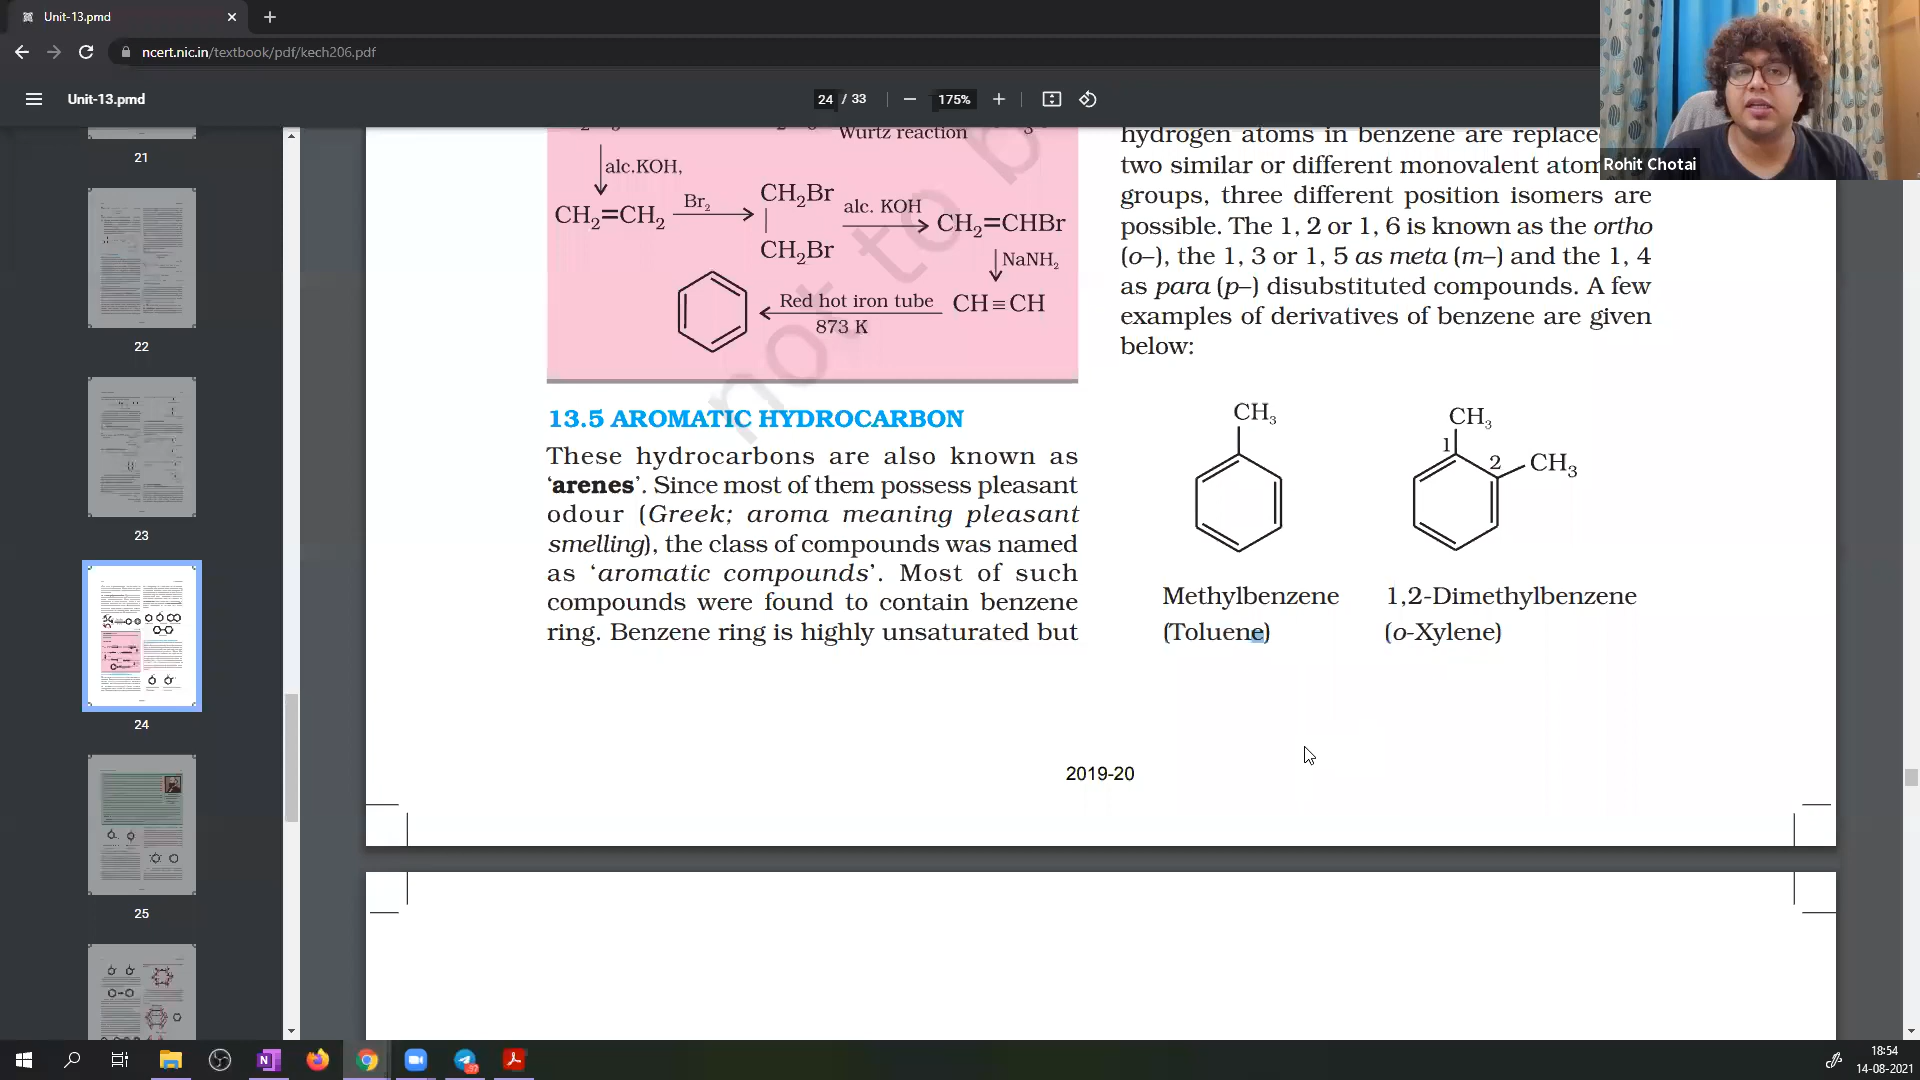 Unit-13.pmd
ncert.nic.in/textbook/pdf/kech206.pdf
Unit-13.pmd
24 / 33
175%
Rohit Chotai
21
22
23
24
25
Wurtz reaction
alc.KOH,
CH₂=CH₂
Br₂
CH₂Br
CH₂Br
alc. KOH
CH₂=CHBr
NaNH₂
CH≡CH
Red hot iron tube
873 K
not to b
13.5 AROMATIC HYDROCARBON
These hydrocarbons are also known as
‘arenes’. Since most of them possess pleasant
odour (Greek; aroma meaning pleasant
smelling), the class of compounds was named
as ‘aromatic compounds’. Most of such
compounds were found to contain benzene
ring. Benzene ring is highly unsaturated but
hydrogen atoms in benzene are replace
two similar or different monovalent atom
groups, three different position isomers are
possible. The 1, 2 or 1, 6 is known as the ortho
(o–), the 1, 3 or 1, 5 as meta (m–) and the 1, 4
as para (p–) disubstituted compounds. A few
examples of derivatives of benzene are given
below:
CH₃
CH₃
1
2
CH₃
Methylbenzene
(Toluene)
1,2-Dimethylbenzene
(o-Xylene)
2019-20
18:54
14-08-2021